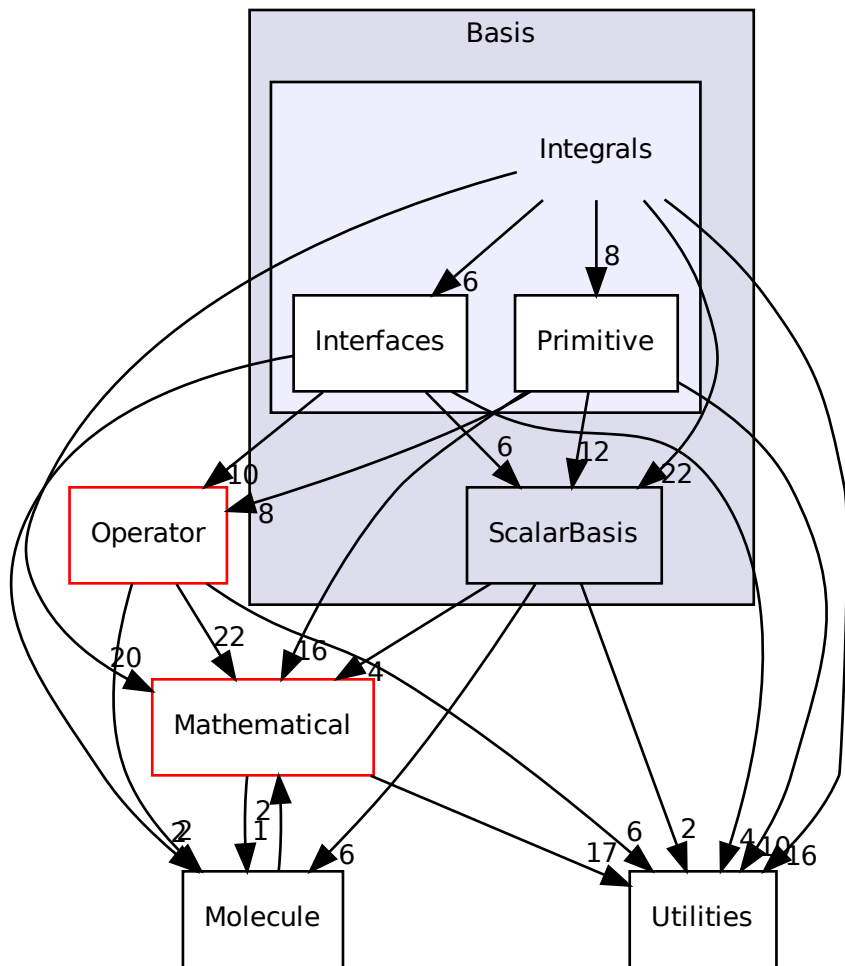 Basis
Integrals
6
8
Interfaces
Primitive
10
8
6
12
22
Operator
ScalarBasis
20
22
16
4
Mathematical
2
2
2
1
6
17
6
2
4
10
16
Molecule
Utilities